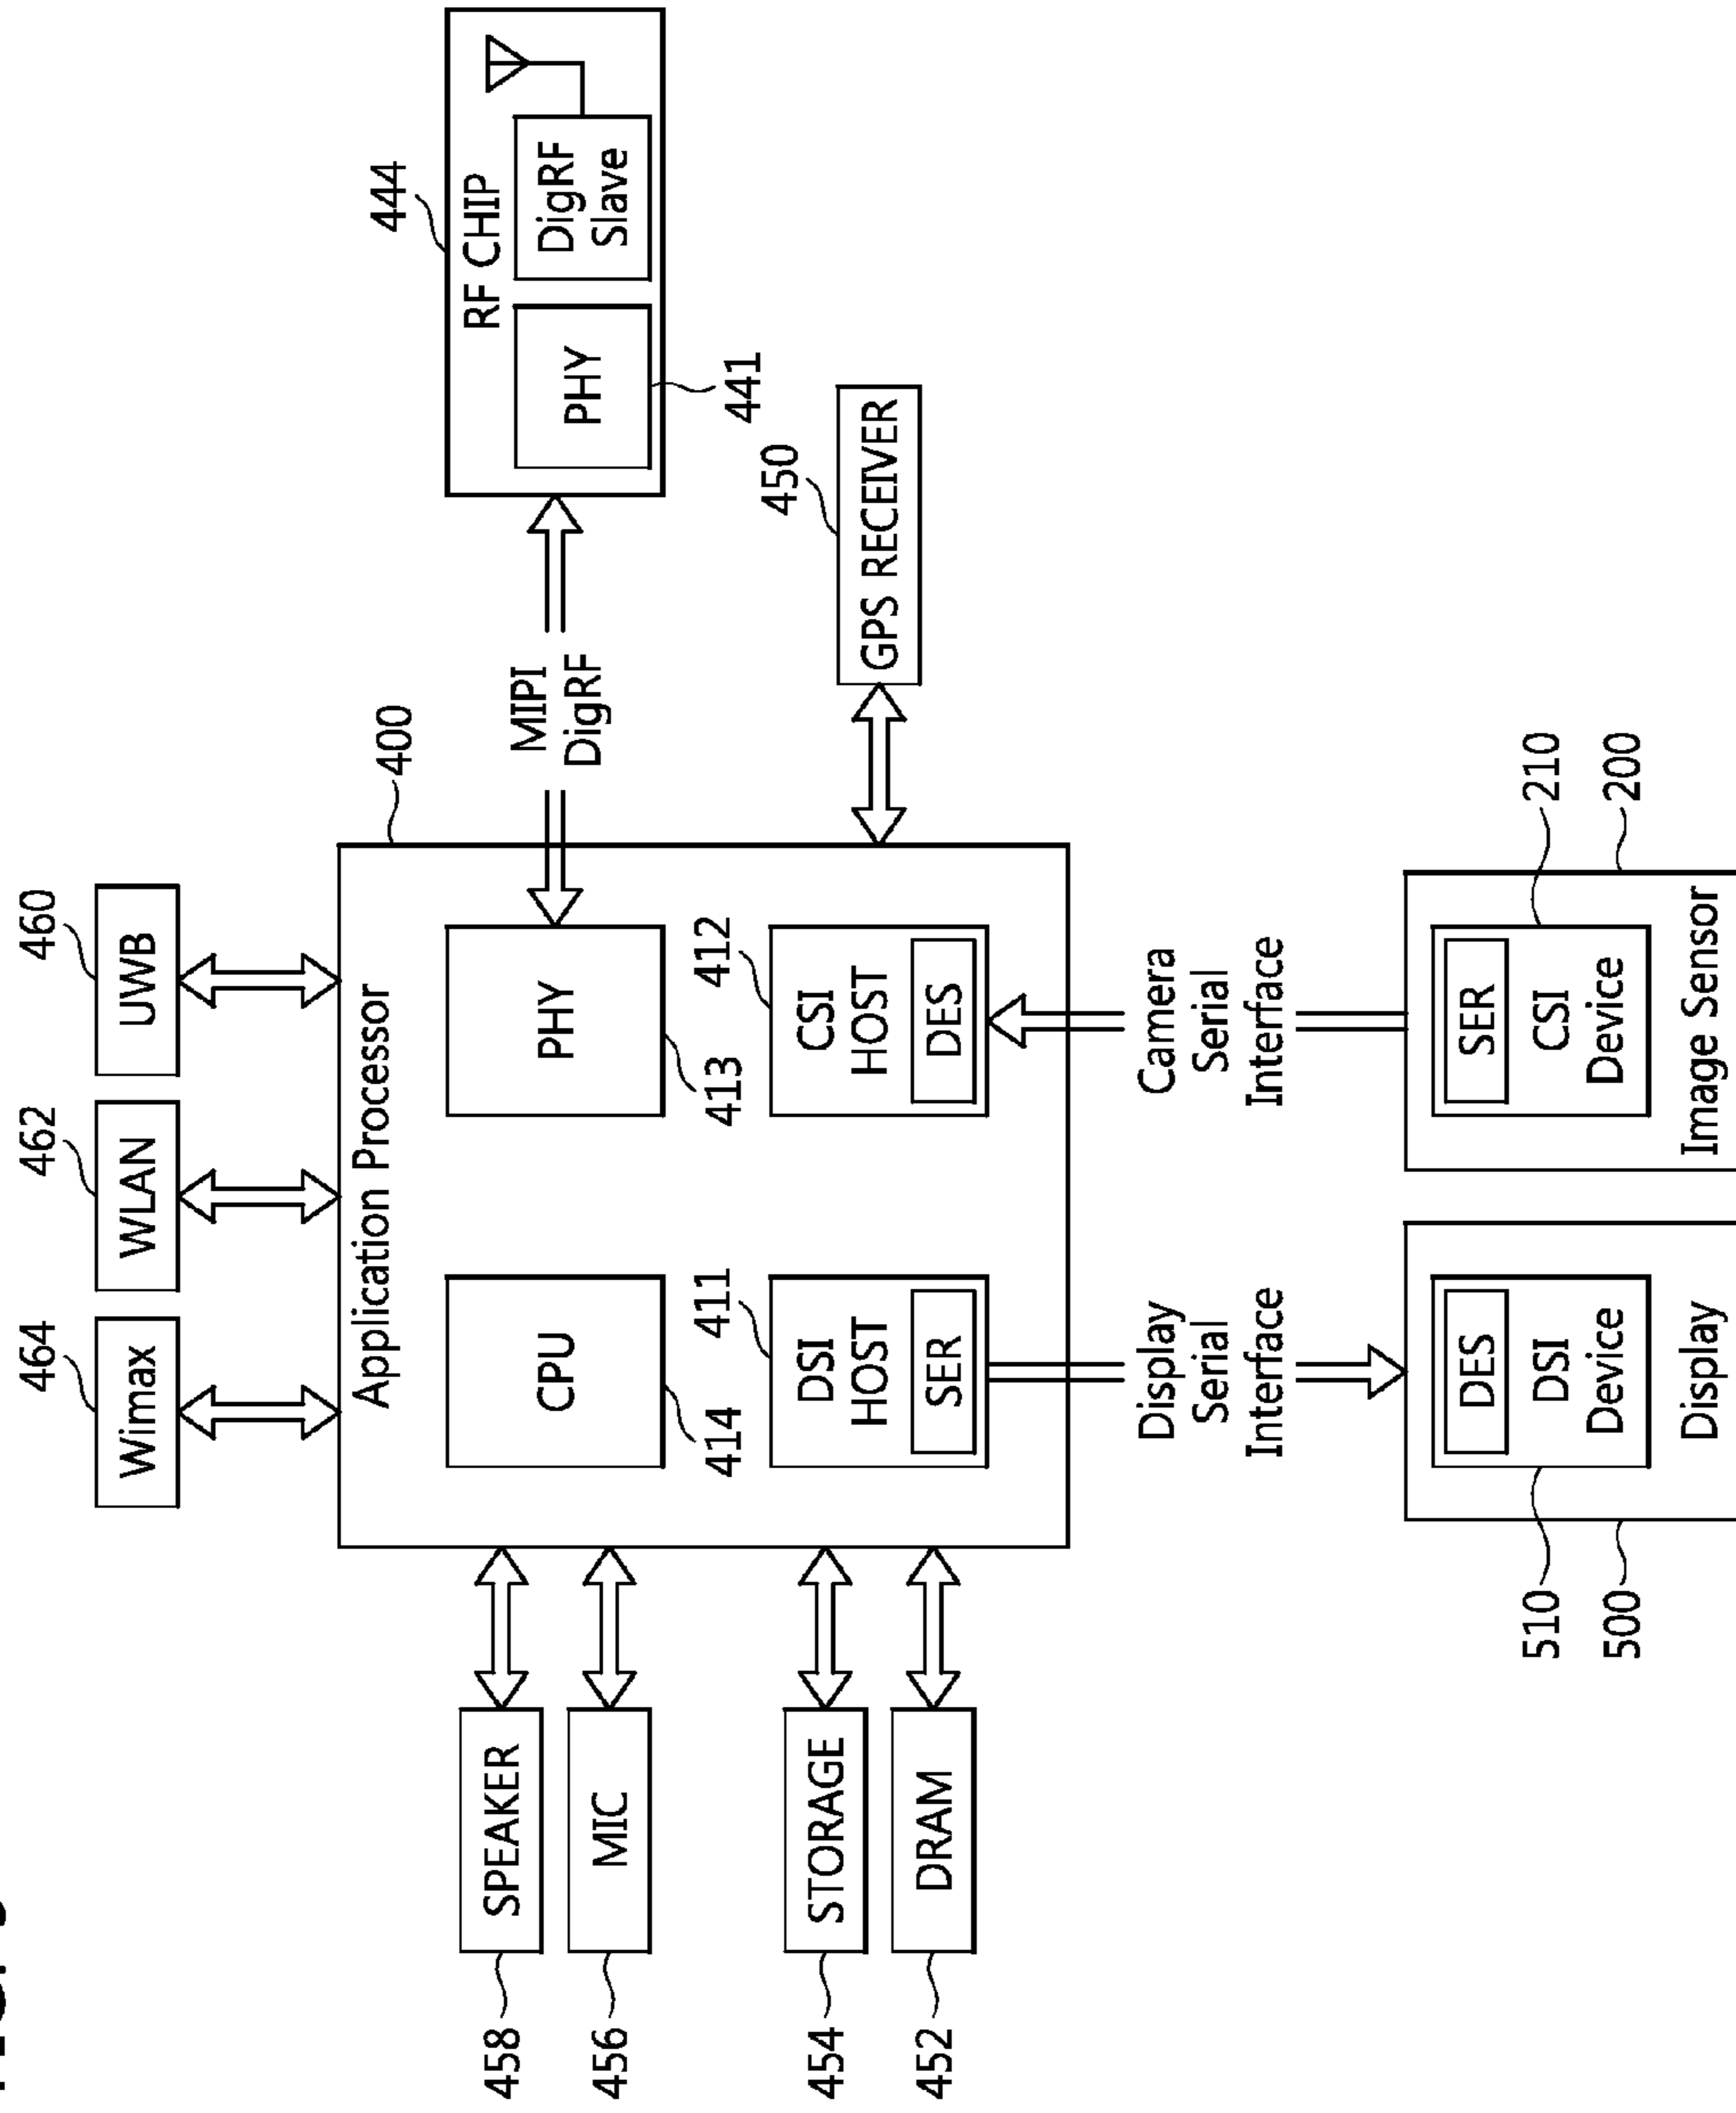 464
462
460
Wimax
WLAN
UWB
400
444
Application Processor
RF CHIP
458
SPEAKER
456
MIC
CPU
PHY
MIPI
DigRF
PHY
DigRF
Slave
414
413
441
411
412
450
454
STORAGE
452
DRAM
DSI
HOST
SER
CSI
HOST
DES
GPS RECEIVER
Display
Serial
Interface
Camera
Serial
Interface
510
DES
DSI
Device
SER
CSI
Device
210
500
200
Display
Image Sensor